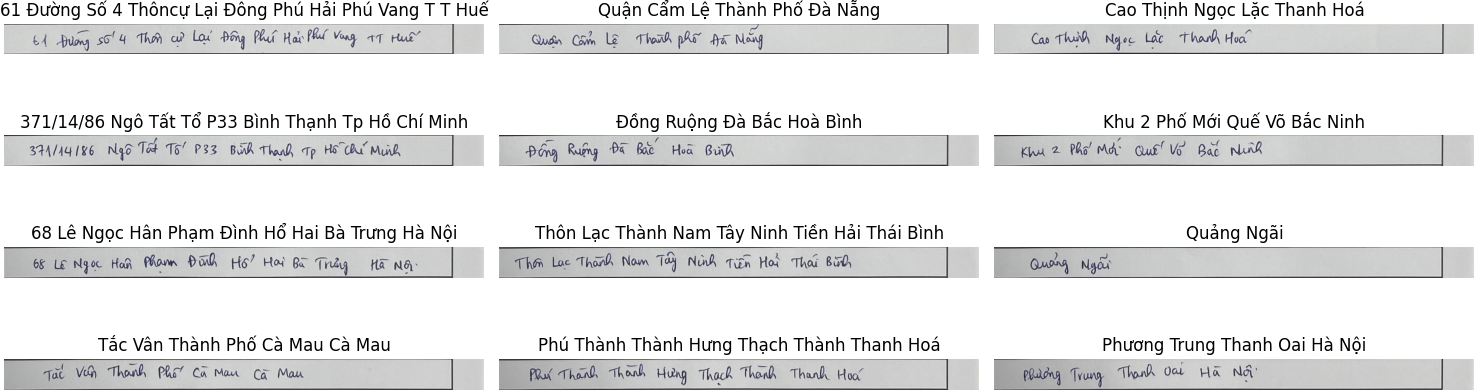 61 Đường Số 4 Thôncự Lại Đông Phú Hải Phú Vang T T Huế
61 Đường số 4 Thôn cự Lại Đông Phú Hải Phú Vang TT Huế
Quận Cẩm Lệ Thành Phố Đà Nẵng
Quận Cẩm Lệ Thành phố Đà Nẵng
Cao Thịnh Ngọc Lặc Thanh Hoá
Cao Thịnh Ngọc Lặc Thanh Hoá
371/14/86 Ngô Tất Tổ P33 Bình Thạnh Tp Hồ Chí Minh
371/14/86 Ngô Tất Tố P33 Bình Thạnh Tp Hồ Chí Minh
Đồng Ruộng Đà Bắc Hoà Bình
Đồng Ruộng Đà Bắc Hoà Bình
Khu 2 Phố Mới Quế Võ Bắc Ninh
Khu 2 Phố Mới Quế Võ Bắc Ninh
68 Lê Ngọc Hân Phạm Đình Hổ Hai Bà Trưng Hà Nội
68 Lê Ngọc Hân Phạm Đình Hổ Hai Bà Trưng Hà Nội
Thôn Lạc Thành Nam Tây Ninh Tiền Hải Thái Bình
Thôn Lạc Thành Nam Tây Ninh Tiền Hải Thái Bình
Quảng Ngãi
Quảng Ngãi
Tắc Vân Thành Phố Cà Mau Cà Mau
Tắc Vân Thành Phố Cà Mau Cà Mau
Phú Thành Thành Hưng Thạch Thành Thanh Hoá
Phú Thành Thành Hưng Thạch Thành Thanh Hoá
Phương Trung Thanh Oai Hà Nội
Phương Trung Thanh Oai Hà Nội